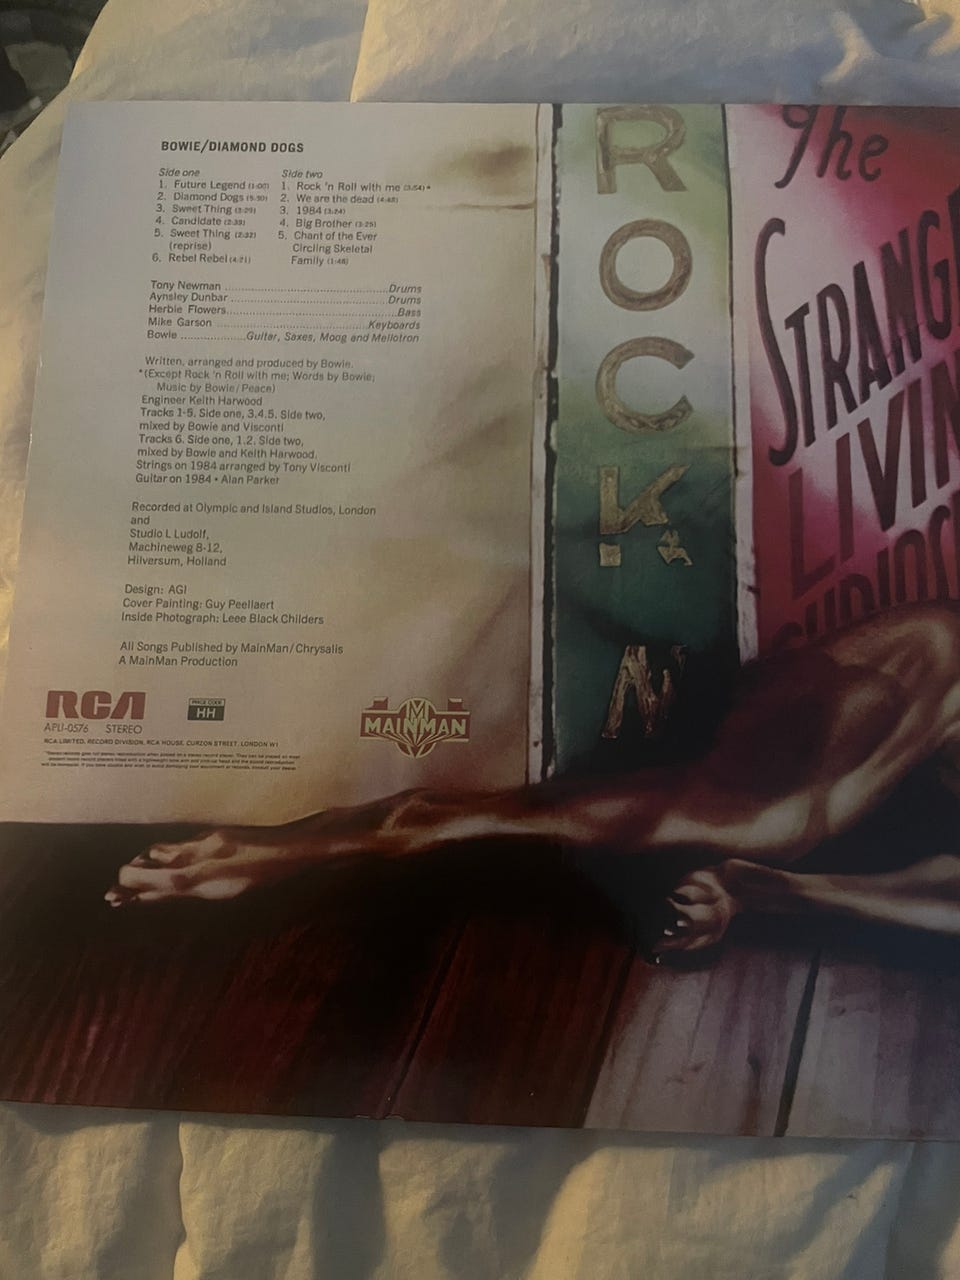 BOWIE/DIAMOND DOGS
Side one
1. Future Legend (1:00)
2. Diamond Dogs (5:50)
3. Sweet Thing (3:29)
4. Candidate (2:39)
5. Sweet Thing (2:32)
(reprise)
6. Rebel Rebel (4:21)
Side two
1. Rock 'n Roll with me (3:54)*
2. We are the dead (4:48)
3. 1984 (3:24)
4. Big Brother (3:25)
5. Chant of the Ever
Circling Skeletal
Family (1:48)
Tony Newman ........ Drums
Aynsley Dunbar ........ Drums
Herbie Flowers ........ Bass
Mike Garson ........ Keyboards
Bowie ........ Guitar, Saxes, Moog and Mellotron
Written, arranged and produced by Bowie.
*(Except Rock 'n Roll with me; Words by Bowie;
Music by Bowie/Peace)
Engineer Keith Harwood
Tracks 1-5. Side one, 3.4.5. Side two,
mixed by Bowie and Visconti
Tracks 6. Side one, 1.2. Side two,
mixed by Bowie and Keith Harwood.
Strings on 1984 arranged by Tony Visconti
Guitar on 1984 • Alan Parker
Recorded at Olympic and Island Studios, London
and
Studio L Ludolf,
Machineweg 8-12,
Hilversum, Holland
Design: AGI
Cover Painting: Guy Peellaert
Inside Photograph: Leee Black Childers
All Songs Published by MainMan/Chrysalis
A MainMan Production
RCA
APL1-0576 STEREO
PRICE CODE
HH
MAINMAN
RCA LIMITED, RECORD DIVISION, RCA HOUSE, CURZON STREET, LONDON W1
ROCK 'N
The
STRANGE
LIVIN
CURIOSI